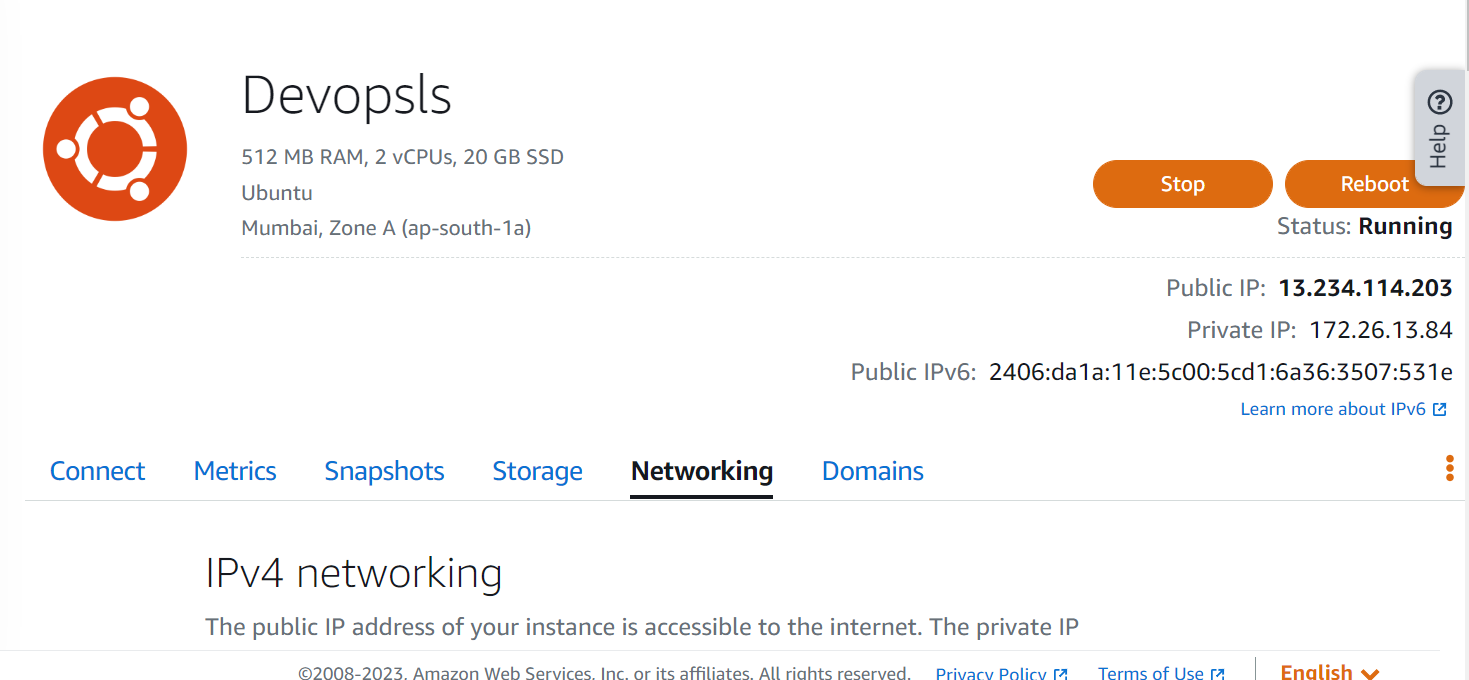 Devopsls
512 MB RAM, 2 vCPUs, 20 GB SSD
Ubuntu
Mumbai, Zone A (ap-south-1a)
Stop
Reboot
Help
Status: Running
Public IP: 13.234.114.203
Private IP: 172.26.13.84
Public IPv6: 2406:da1a:11e:5c00:5cd1:6a36:3507:531e
Learn more about IPv6
Connect Metrics Snapshots Storage Networking Domains
IPv4 networking
The public IP address of your instance is accessible to the internet. The private IP
©2008-2023, Amazon Web Services, Inc. or its affiliates. All rights reserved. Privacy Policy Terms of Use English